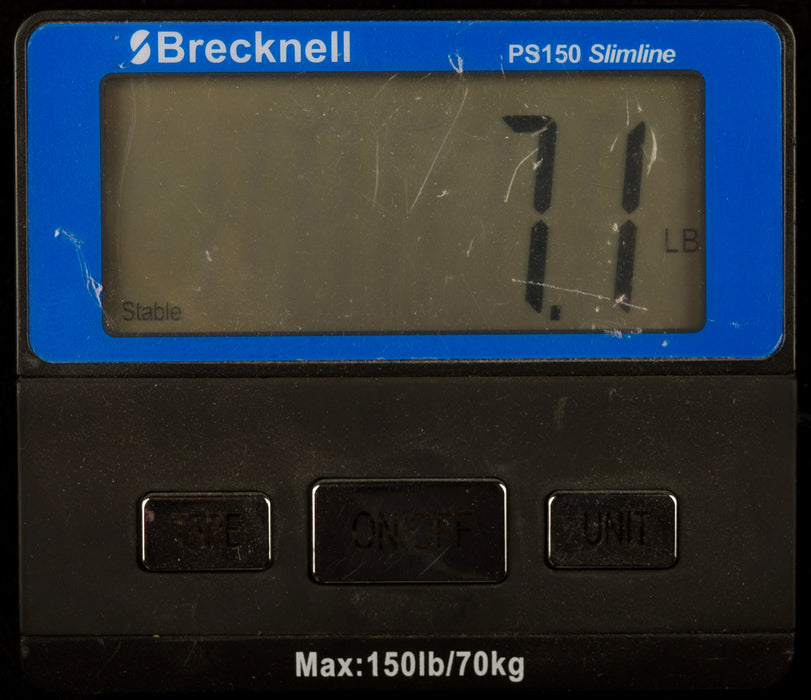 Brecknell PS150 Slimline
7.1 LB
Stable
TARE ON/OFF UNIT
Max:150lb/70kg